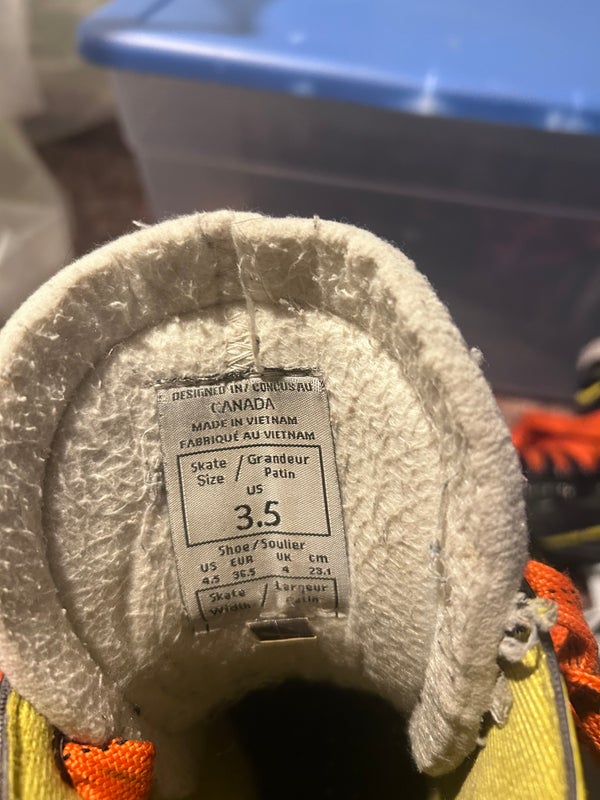 DESIGNED IN / CONCUS AU
CANADA
MADE IN VIETNAM
FABRIQUÉ AU VIETNAM
Skate / Grandeur
Size Patin
US
3.5
Shoe/Soulier
US EUR UK cm
4.5 36.5 4 23.1
Skate / Largeur
Width Patin